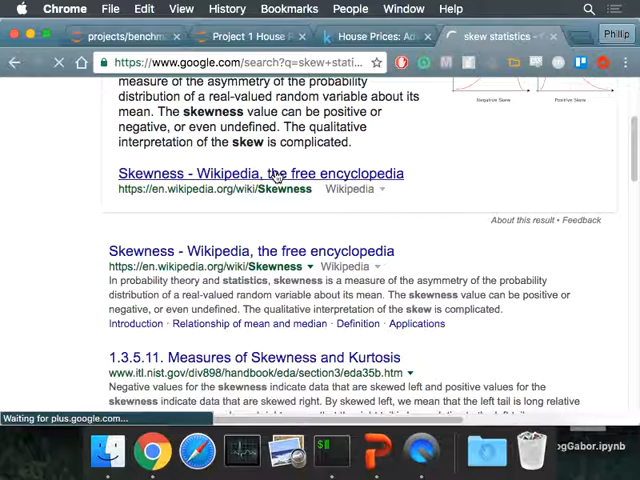 Chrome File Edit View History Bookmarks People Window Help
projects/benchm Project 1 House P House Prices: Adv skew statistics - Phillip
https://www.google.com/search?q=skew+stati...
measure of the asymmetry of the probability
distribution of a real-valued random variable about its
mean. The skewness value can be positive or
negative, or even undefined. The qualitative
interpretation of the skew is complicated.
Negative Skew Positive Skew
Skewness - Wikipedia, the free encyclopedia
https://en.wikipedia.org/wiki/Skewness Wikipedia
About this result • Feedback
Skewness - Wikipedia, the free encyclopedia
https://en.wikipedia.org/wiki/Skewness Wikipedia
In probability theory and statistics, skewness is a measure of the asymmetry of the probability
distribution of a real-valued random variable about its mean. The skewness value can be positive or
negative, or even undefined. The qualitative interpretation of the skew is complicated.
Introduction · Relationship of mean and median · Definition · Applications
1.3.5.11. Measures of Skewness and Kurtosis
www.itl.nist.gov/div898/handbook/eda/section3/eda35b.htm
Negative values for the skewness indicate data that are skewed left and positive values for the
skewness indicate data that are skewed right. By skewed left, we mean that the left tail is long relative
Waiting for plus.google.com...
ogGabor.ipynb